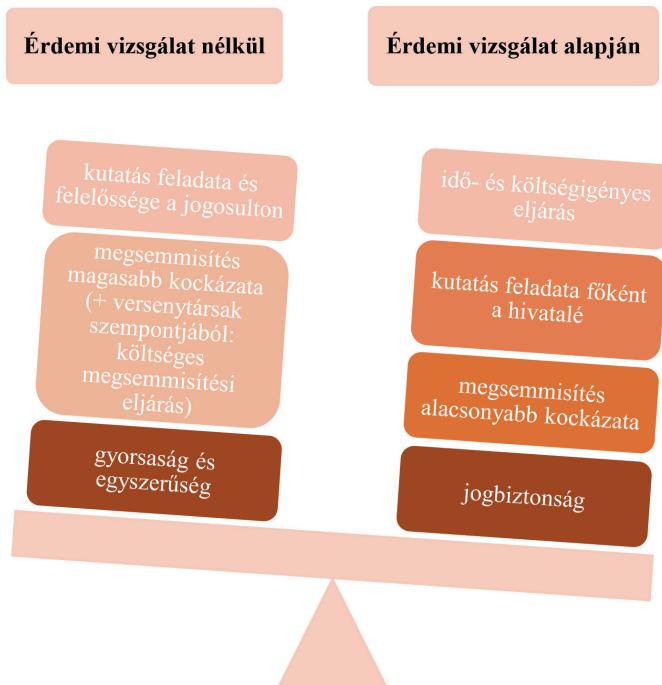 Érdemi vizsgálat nélkül
kutatás feladata és
felelőssége a jogosulton
megsemmisítés
magasabb kockázata
(+ versenytársak
szempontjából:
költséges
megsemmisítési
eljárás)
gyorsaság és
egyszerűség
Érdemi vizsgálat alapján
idő- és költségigényes
eljárás
kutatás feladata főként
a hivatalé
megsemmisítés
alacsonyabb kockázata
jogbiztonság